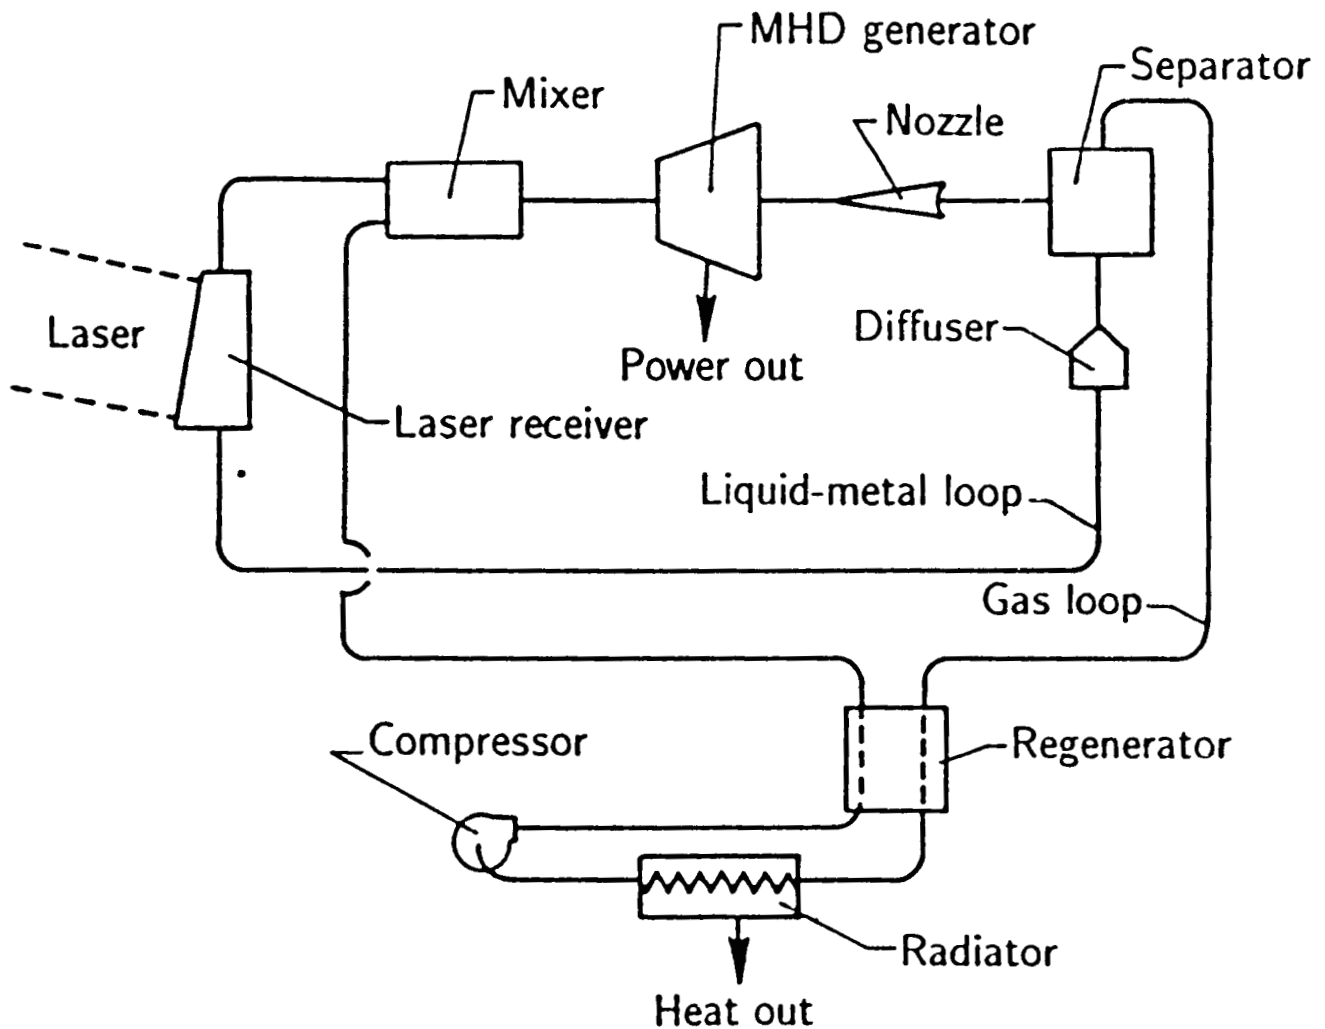 MHD generator
Separator
Mixer
Nozzle
Laser
Diffuser
Power out
Laser receiver
Liquid-metal loop
Gas loop
Compressor
Regenerator
Radiator
Heat out